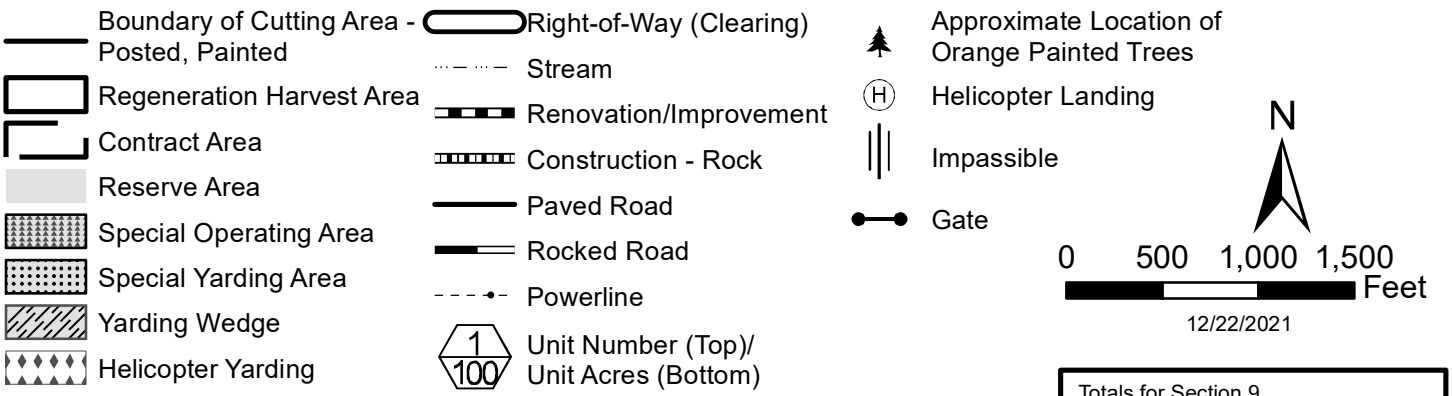 Boundary of Cutting Area -
Posted, Painted
Regeneration Harvest Area
Contract Area
Reserve Area
Special Operating Area
Special Yarding Area
Yarding Wedge
Helicopter Yarding
Right-of-Way (Clearing)
Stream
Renovation/Improvement
Construction - Rock
Paved Road
Rocked Road
Powerline
1
100
Unit Number (Top)/
Unit Acres (Bottom)
Approximate Location of
Orange Painted Trees
H
Helicopter Landing
Impassible
Gate
N
0 500 1,000 1,500
Feet
12/22/2021
Totals for Section 9